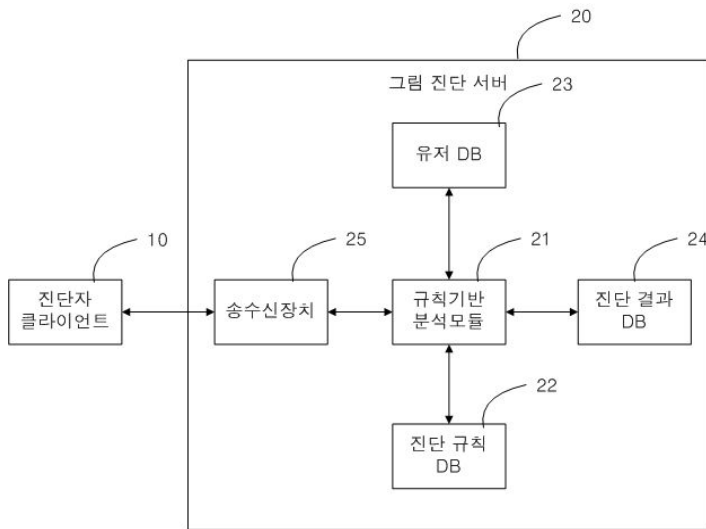 20
그림 진단 서버
23
유저 DB
10
25
21
24
진단자
클라이언트
송수신장치
규칙기반
분석모듈
진단 결과
DB
22
진단 규칙
DB